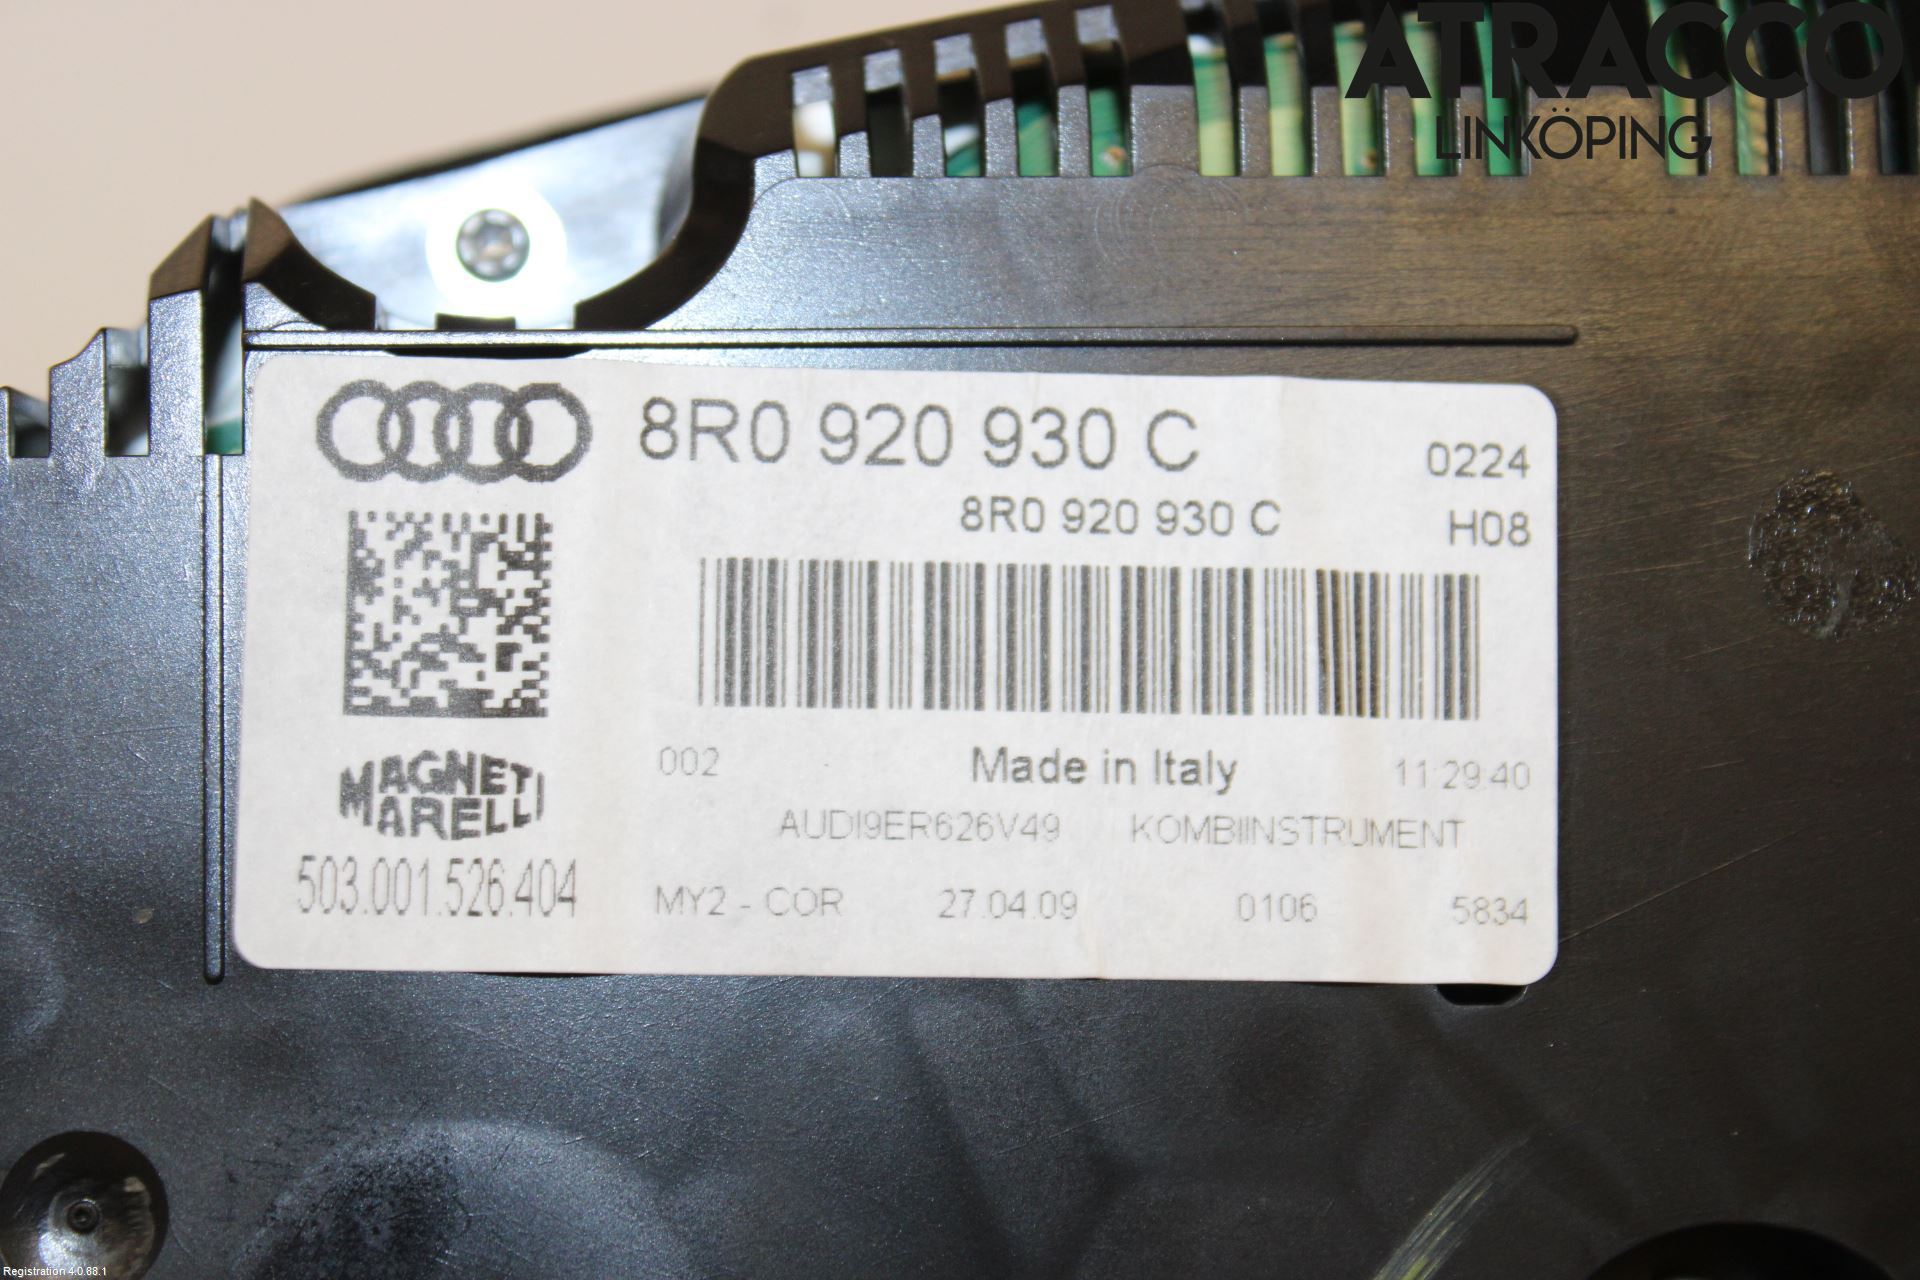 ATRACCO
LINKÖPING
8R0 920 930 C
0224
8R0 920 930 C
H08
002
Made in Italy
11:29:40
MAGNETI
MARELLI
AUDI9ER626V49 KOMBIINSTRUMENT
503.001.526.404
MY2 - COR 27.04.09 0106 5834
Registration 4.0.88.1